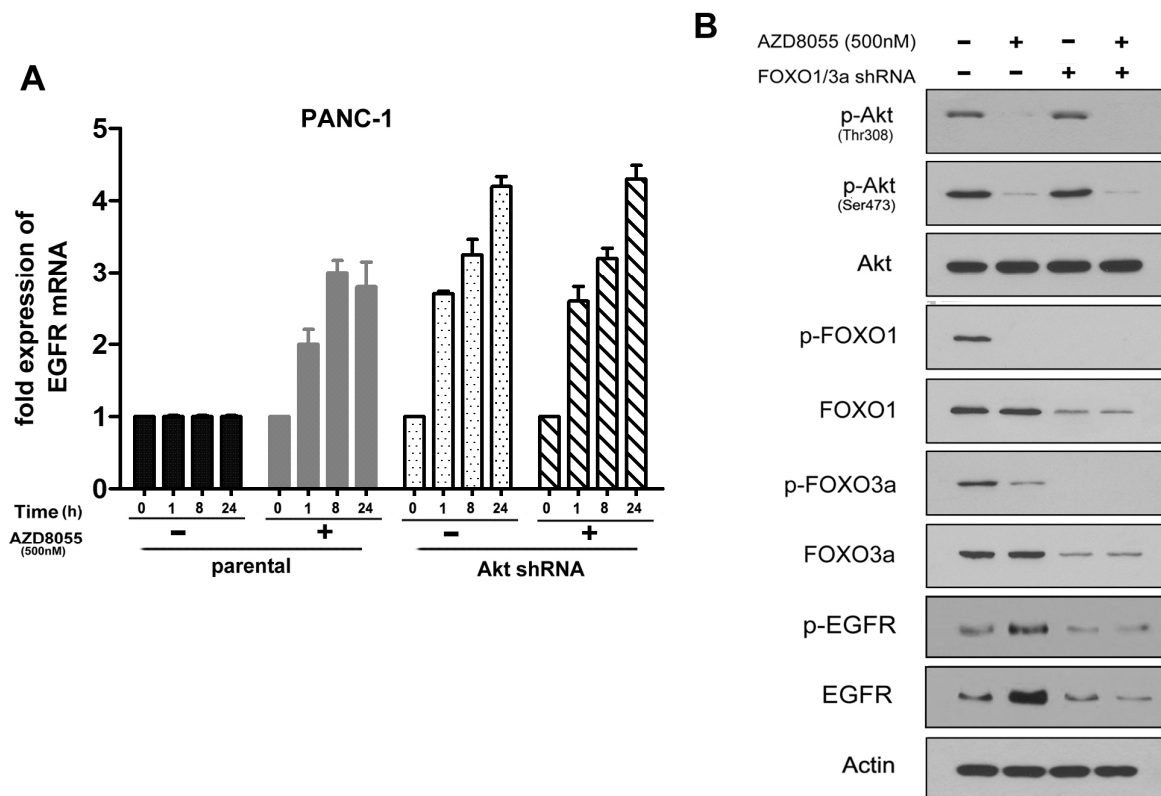 A
PANC-1
fold expression of
EGFR mRNA
5
4
3
2
1
0
Time (h) 0 1 8 24 0 1 8 24 0 1 8 24 0 1 8 24
AZD8055 − + − +
(500nM)
parental Akt shRNA
B
AZD8055 (500nM) − + − +
FOXO1/3a shRNA − − + +
p-Akt
(Thr308)
p-Akt
(Ser473)
Akt
p-FOXO1
FOXO1
p-FOXO3a
FOXO3a
p-EGFR
EGFR
Actin